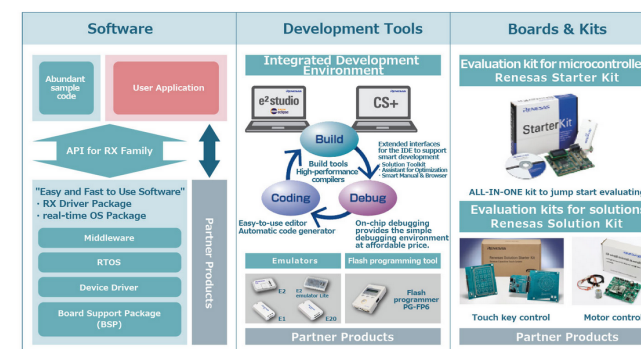 Software
Abundant
sample
code
User Application
API for RX Family
"Easy and Fast to Use Software"
· RX Driver Package
· real-time OS Package
Middleware
RTOS
Device Driver
Board Support Package
(BSP)
Partner Products
Development Tools
Integrated Development
Environment
e² studio
eclipse
CS+
Build
Build tools
High-performance
compilers
Coding
Debug
Extended interfaces
for the IDE to support
smart development
· Solution Toolkit
· Assistant for Optimization
· Smart Manual & Browser
Easy-to-use editor
Automatic code generator
On-chip debugging
provides the simple
debugging environment
at affordable price.
Emulators
Flash programming tool
E2
E2
emulator Lite
E1
E20
Flash
programmer
PG-FP6
Partner Products
Boards & Kits
Evaluation kit for microcontrolle
Renesas Starter Kit
RENESAS
StarterKit
ALL-IN-ONE kit to jump start evaluating
Evaluation kits for solution
Renesas Solution Kit
Touch key control
Motor control
Partner Products